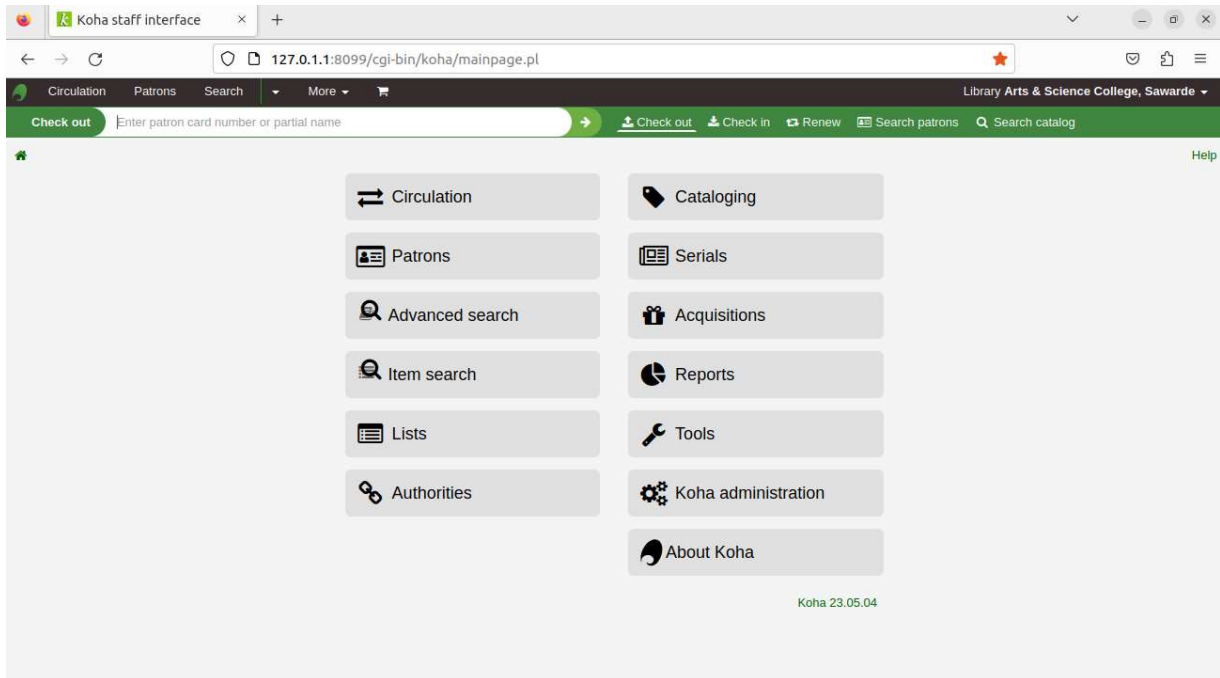 Koha staff interface
127.0.1.1:8099/cgi-bin/koha/mainpage.pl
Circulation Patrons Search More Library Arts & Science College, Sawarde
Check out Enter patron card number or partial name Check out Check in Renew Search patrons Search catalog
Help
Circulation Cataloging
Patrons Serials
Advanced search Acquisitions
Item search Reports
Lists Tools
Authorities Koha administration
About Koha
Koha 23.05.04